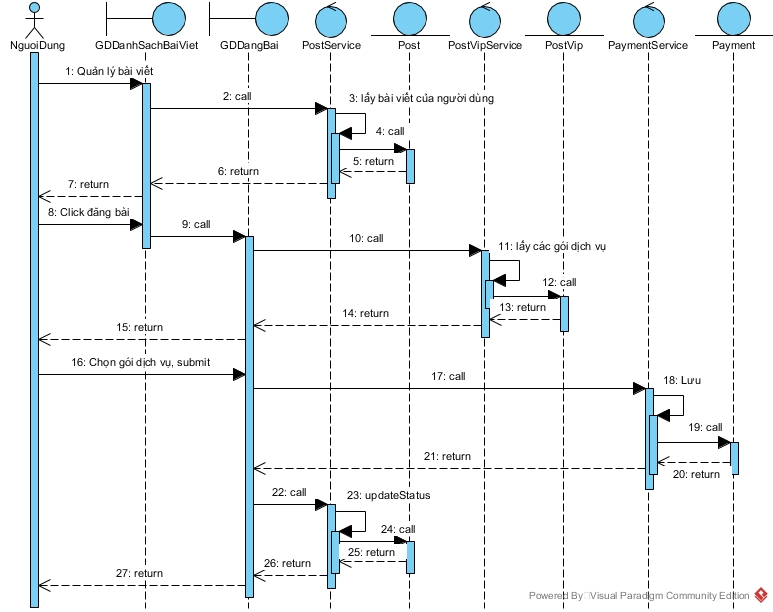 NguoiDung GDDanhSachBaiViet GDDangBai PostService Post PostVipService PostVip PaymentService Payment
1: Quản lý bài viết
2: call
3: lấy bài viết của người dùng
4: call
5: return
6: return
7: return
8: Click đăng bài
9: call
10: call
11: lấy các gói dịch vụ
12: call
13: return
14: return
15: return
16: Chọn gói dịch vụ, submit
17: call
18: Lưu
19: call
20: return
21: return
22: call
23: updateStatus
24: call
25: return
26: return
27: return
Powered By Visual Paradigm Community Edition